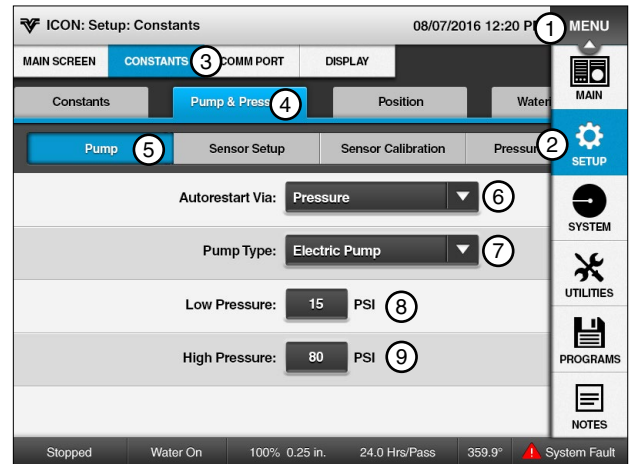 ICON: Setup: Constants 08/07/2016 12:20 P 1 MENU
MAIN SCREEN CONSTANTS 3 COMM PORT DISPLAY
MAIN
Constants Pump & Press 4 Position Wateri
Pump 5 Sensor Setup Sensor Calibration Pressur 2 SETUP
Autorestart Via: Pressure 6
SYSTEM
Pump Type: Electric Pump 7
UTILITIES
Low Pressure: 15 PSI 8
High Pressure: 80 PSI 9
PROGRAMS
NOTES
Stopped Water On 100% 0.25 in. 24.0 Hrs/Pass 359.9° System Fault